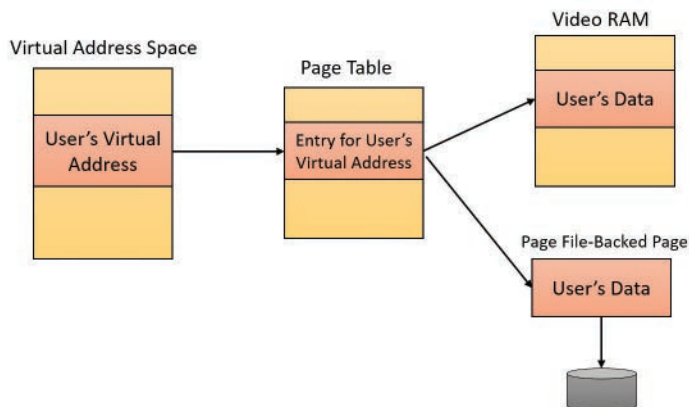 Virtual Address Space
User's Virtual
Address
Page Table
Entry for User's
Virtual Address
Video RAM
User's Data
Page File-Backed Page
User's Data